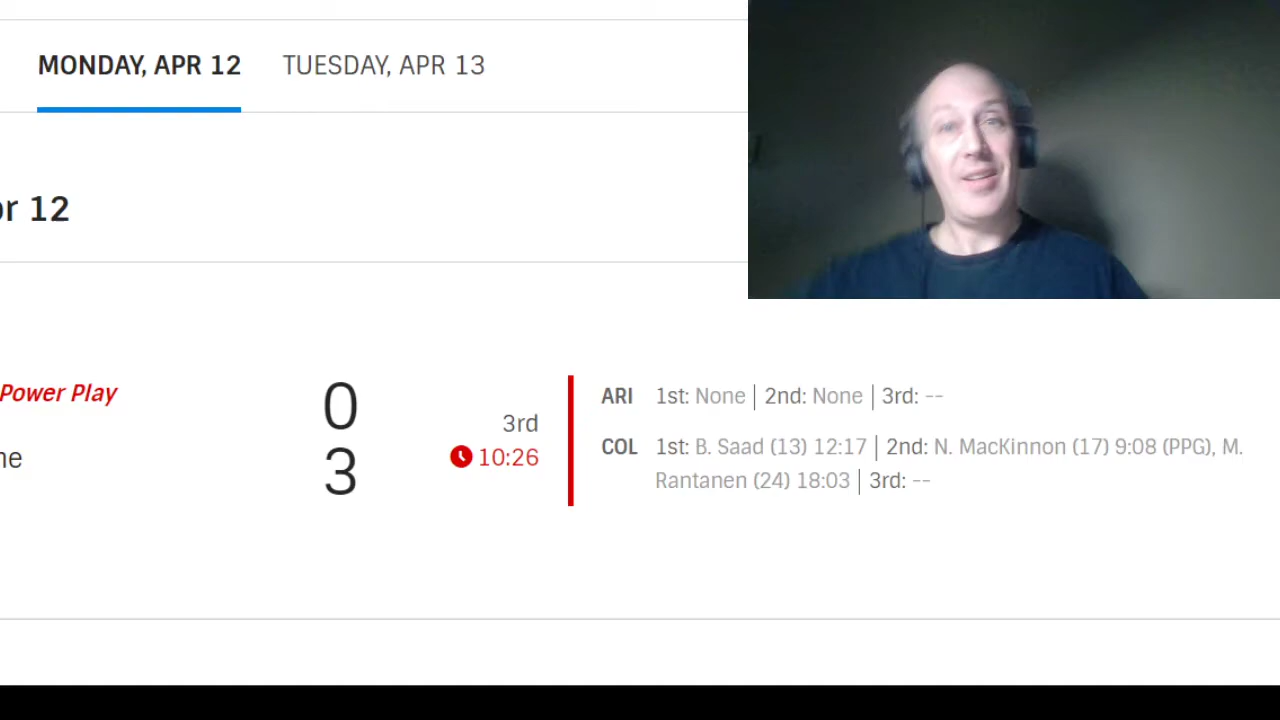 MONDAY, APR 12 TUESDAY, APR 13
r 12
Power Play 0
3rd
ne 3 10:26
ARI 1st: None | 2nd: None | 3rd: --
COL 1st: B. Saad (13) 12:17 | 2nd: N. MacKinnon (17) 9:08 (PPG), M.
Rantanen (24) 18:03 | 3rd: --